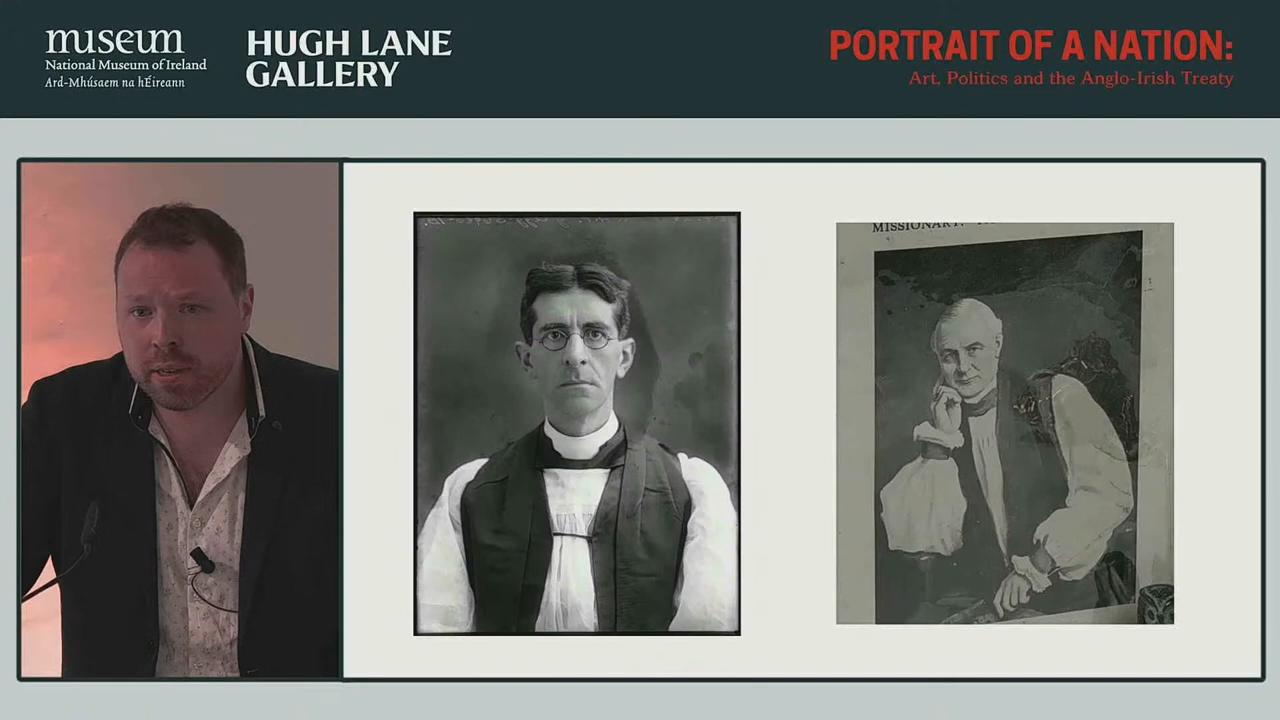 museum
National Museum of Ireland
Ard-Mhúsaem na hÉireann
HUGH LANE
GALLERY
PORTRAIT OF A NATION:
Art, Politics and the Anglo-Irish Treaty
MISSIONARY.